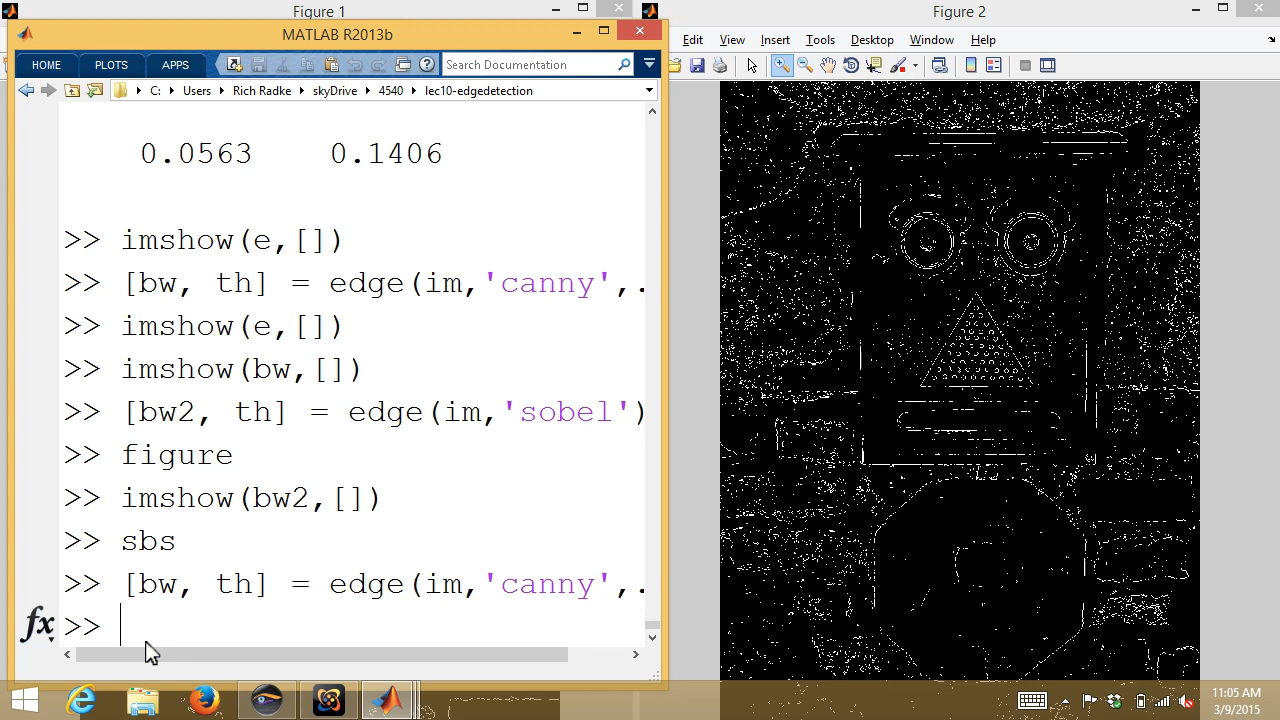 Figure 1
Figure 2
MATLAB R2013b
Edit View Insert Tools Desktop Window Help
HOME PLOTS APPS
Search Documentation
C: Users Rich Radke skyDrive 4540 lec10-edgedetection
0.0563 0.1406
>> imshow(e,[])
>> [bw, th] = edge(im,'canny',.
>> imshow(e,[])
>> imshow(bw,[])
>> [bw2, th] = edge(im,'sobel')
>> figure
>> imshow(bw2,[])
>> sbs
>> [bw, th] = edge(im,'canny',.
fx >>
11:05 AM
3/9/2015